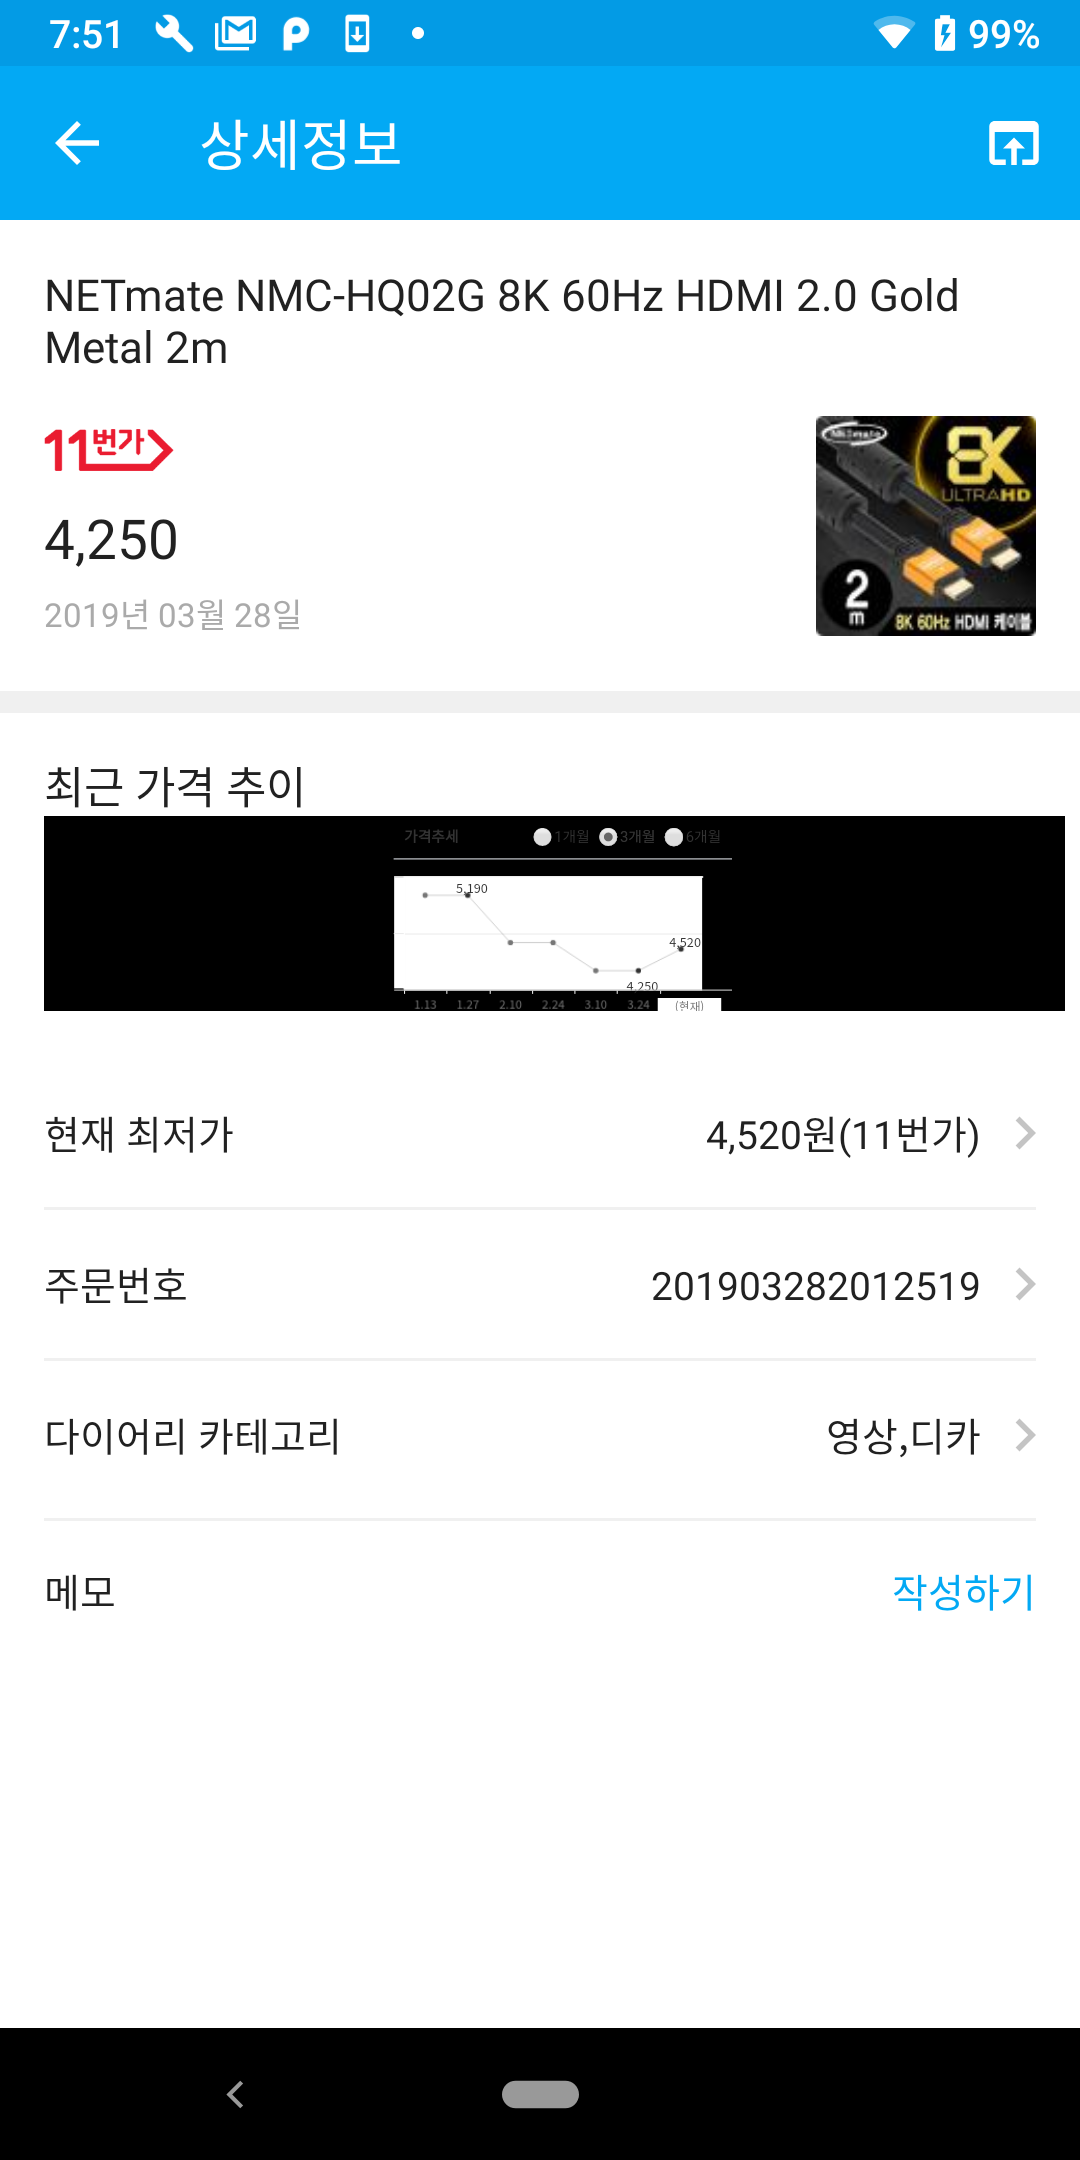 7:51
99%
상세정보
NETmate NMC-HQ02G 8K 60Hz HDMI 2.0 Gold
Metal 2m
11번가
4,250
2019년 03월 28일
NETmate
8K
ULTRAHD
2
m
8K 60Hz HDMI 케이블
최근 가격 추이
가격추세 1개월 3개월 6개월
5,190
4,520
4,250
1.13 1.27 2.10 2.24 3.10 3.24 (현재)
현재 최저가 4,520원(11번가)
주문번호 201903282012519
다이어리 카테고리 영상,디카
메모 작성하기